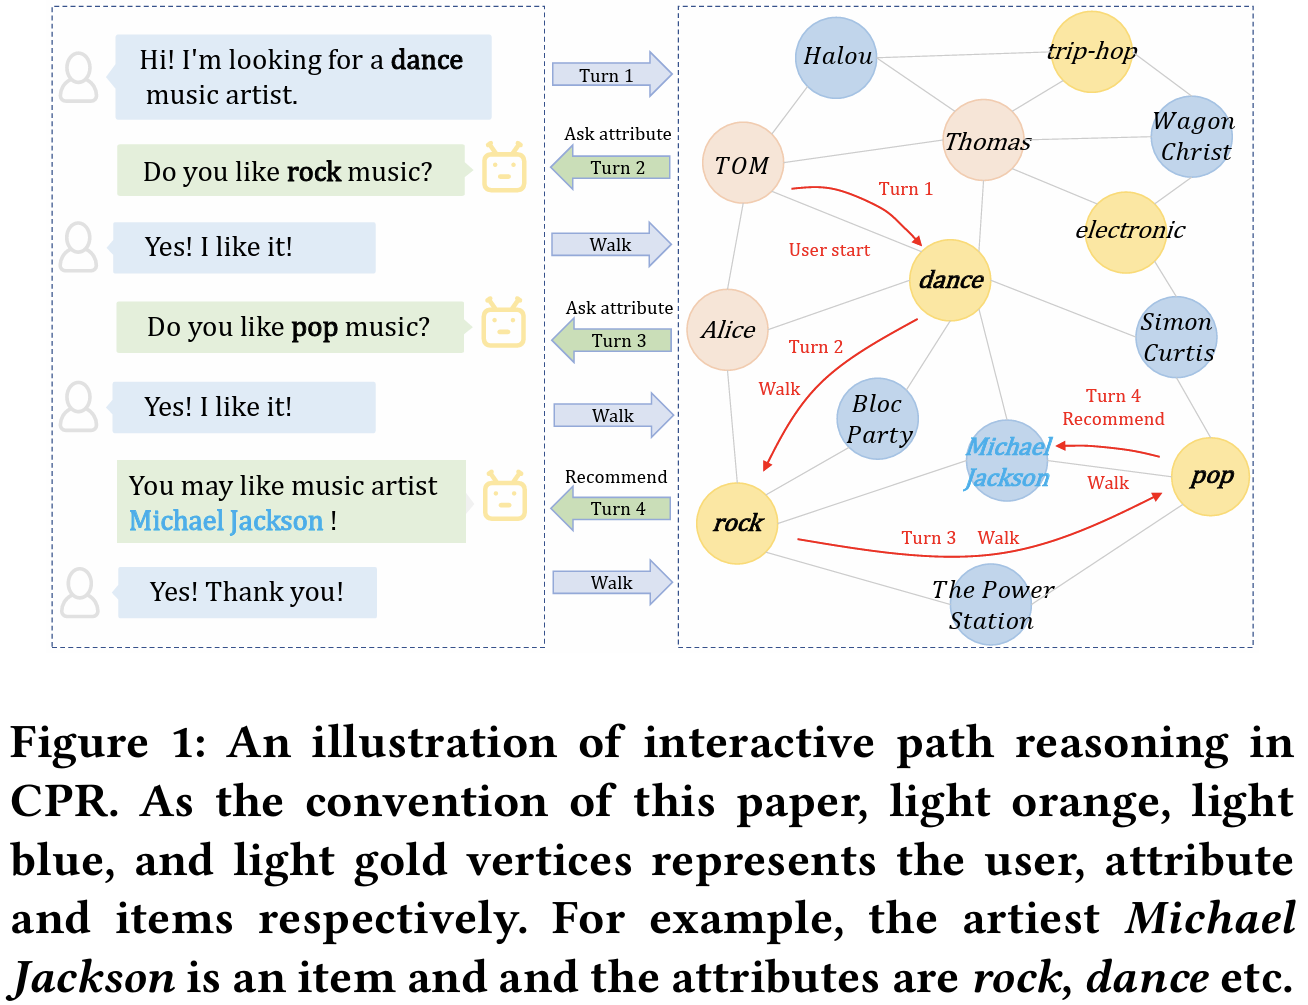 Hi! I'm looking for a dance
music artist.
Do you like rock music?
Yes! I like it!
Do you like pop music?
Yes! I like it!
You may like music artist
Michael Jackson !
Yes! Thank you!
Turn 1
Ask attribute
Turn 2
Walk
Ask attribute
Turn 3
Walk
Recommend
Turn 4
Walk
Halou
trip-hop
Wagon
Christ
Thomas
TOM
Turn 1
electronic
User start
dance
Simon
Curtis
Alice
Turn 2
Walk
Bloc
Party
Turn 4
Recommend
Michael
Jackson
Walk
pop
rock
Turn 3 Walk
The Power
Station
Figure 1: An illustration of interactive path reasoning in
CPR. As the convention of this paper, light orange, light
blue, and light gold vertices represents the user, attribute
and items respectively. For example, the artiest Michael
Jackson is an item and and the attributes are rock, dance etc.